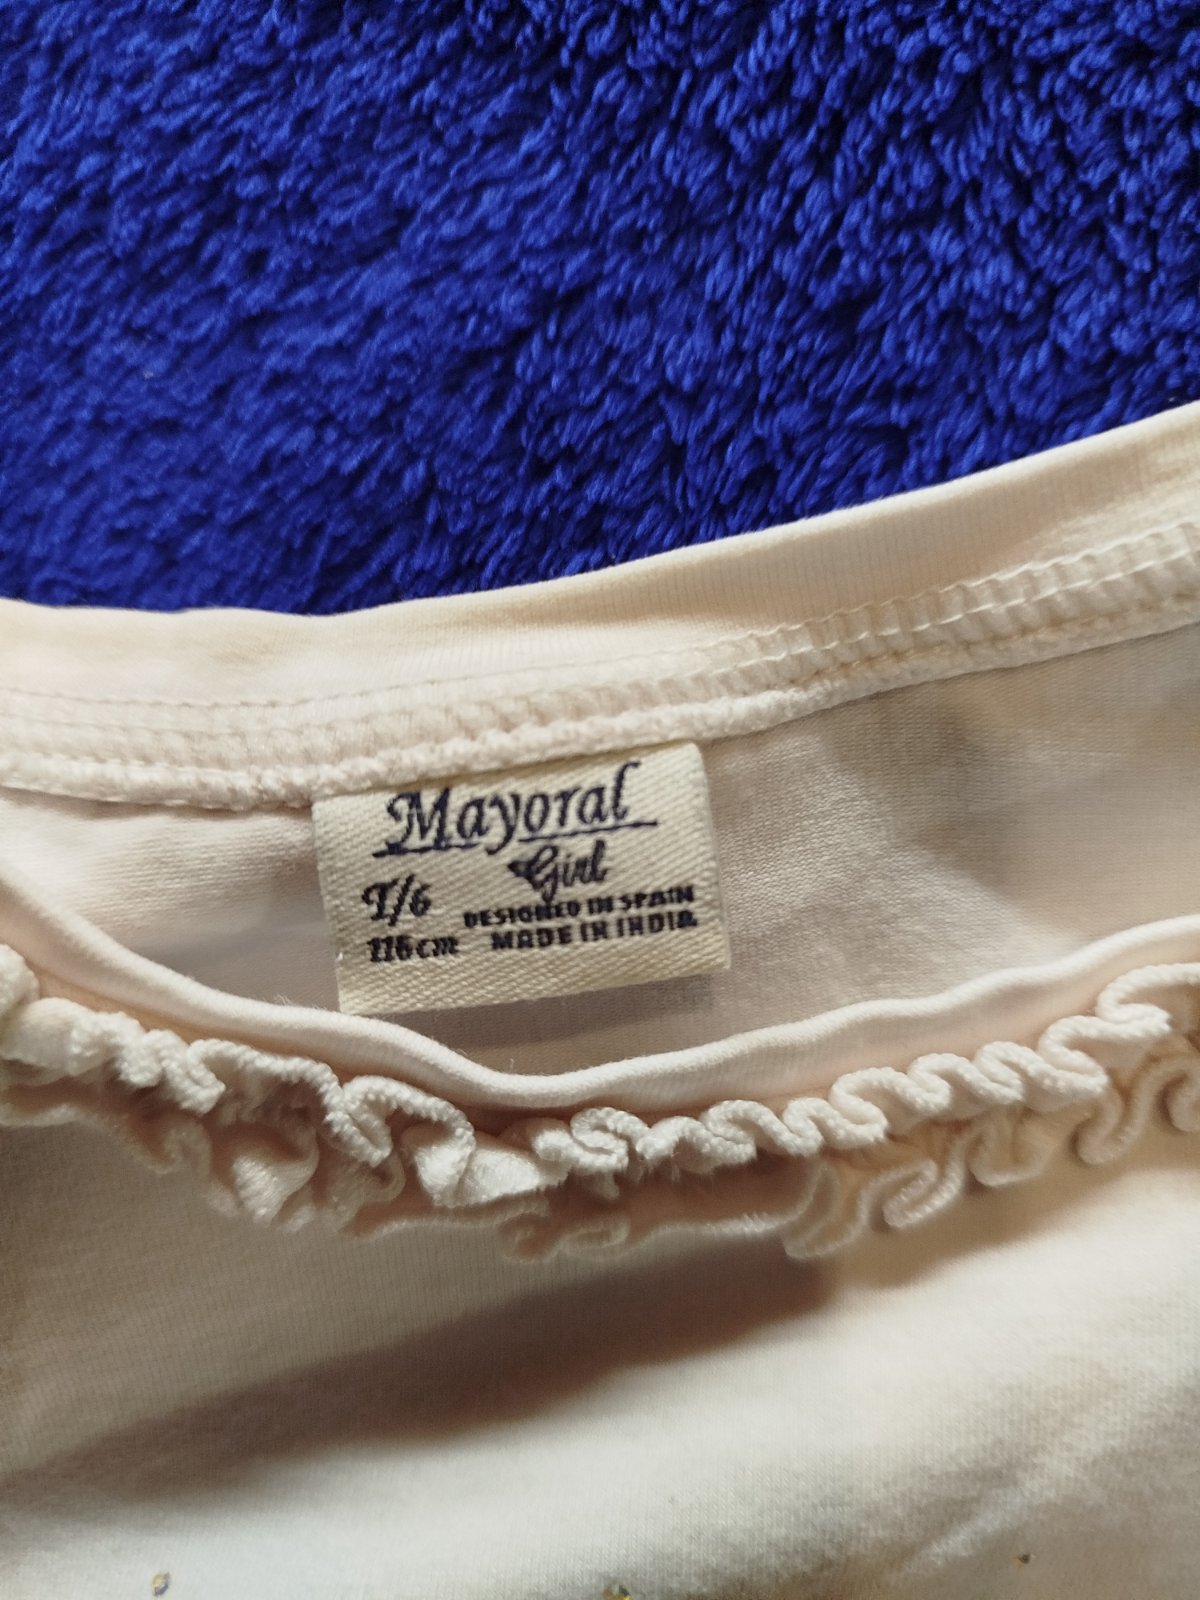 Mayoral
Girl
T/6
DESIGNED IN SPAIN
116cm
MADE IN INDIA